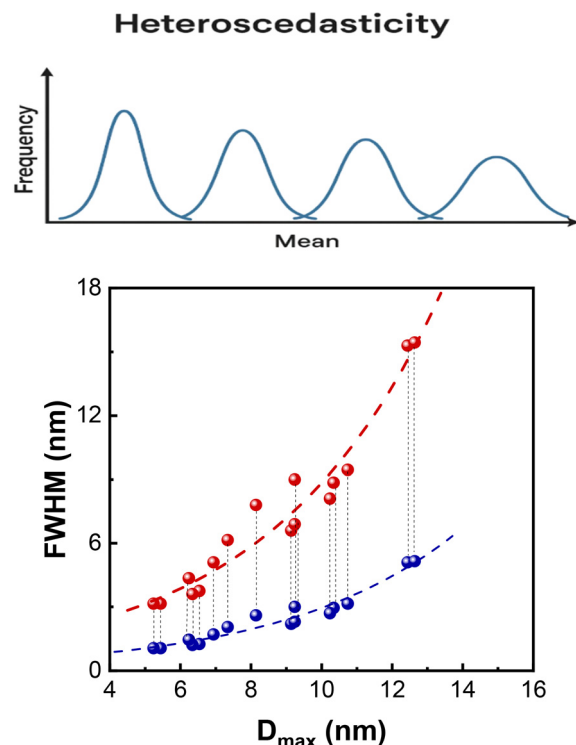 Heteroscedasticity
Frequency
Mean
FWHM (nm)
18
12
6
0
4 6 8 10 12 14 16
Dmax (nm)